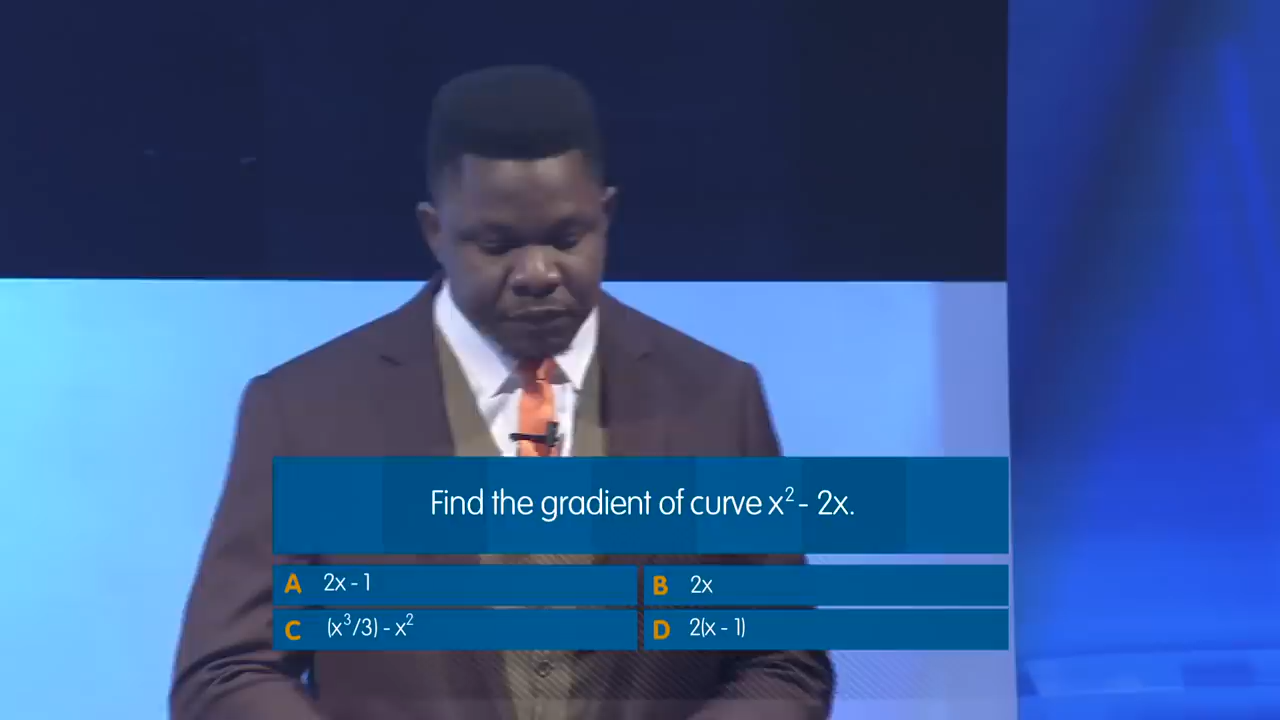 Find the gradient of curve x² - 2x.
A 2x - 1
B 2x
C (x³/3) - x²
D 2(x - 1)